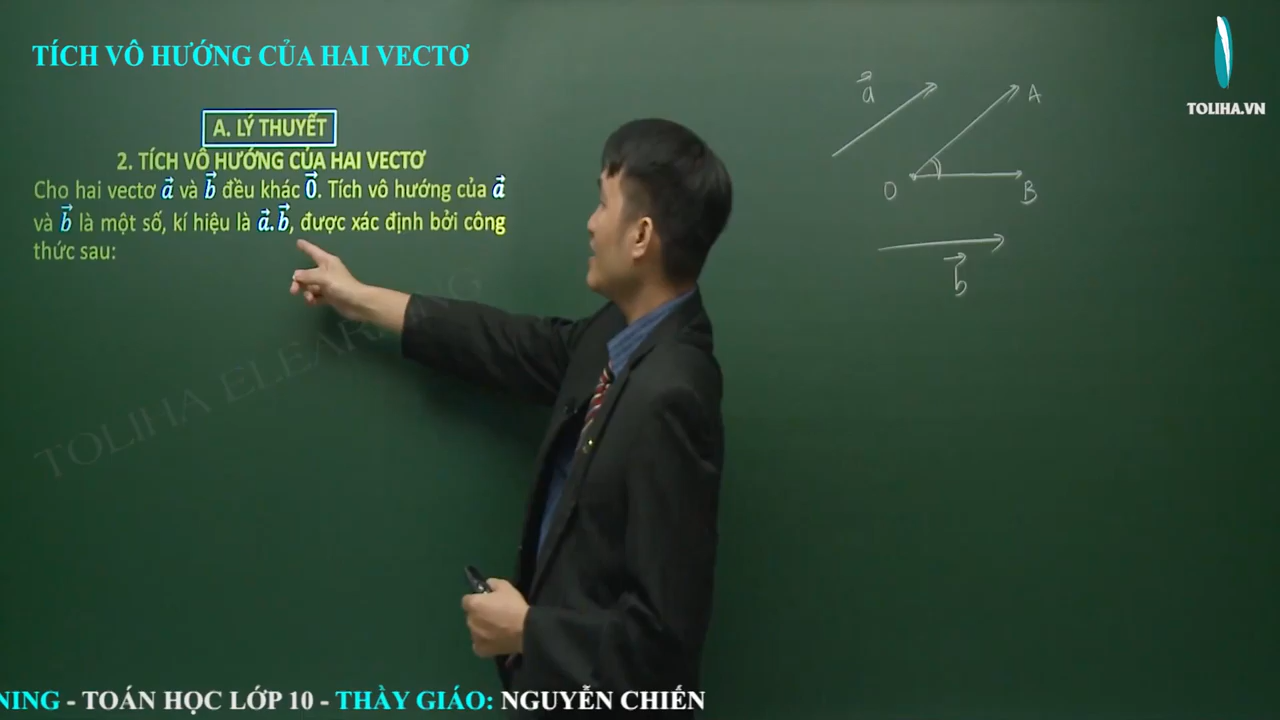 TÍCH VÔ HƯỚNG CỦA HAI VECTƠ
TOLIHA.VN
A. LÝ THUYẾT
2. TÍCH VÔ HƯỚNG CỦA HAI VECTƠ
Cho hai vectơ a⃗ và b⃗ đều khác 0⃗. Tích vô hướng của a⃗
và b⃗ là một số, kí hiệu là a⃗.b⃗, được xác định bởi công
thức sau:
a⃗
A
O
B
b⃗
TOLIHA ELEARNING
NING - TOÁN HỌC LỚP 10 - THẦY GIÁO: NGUYỄN CHIẾN